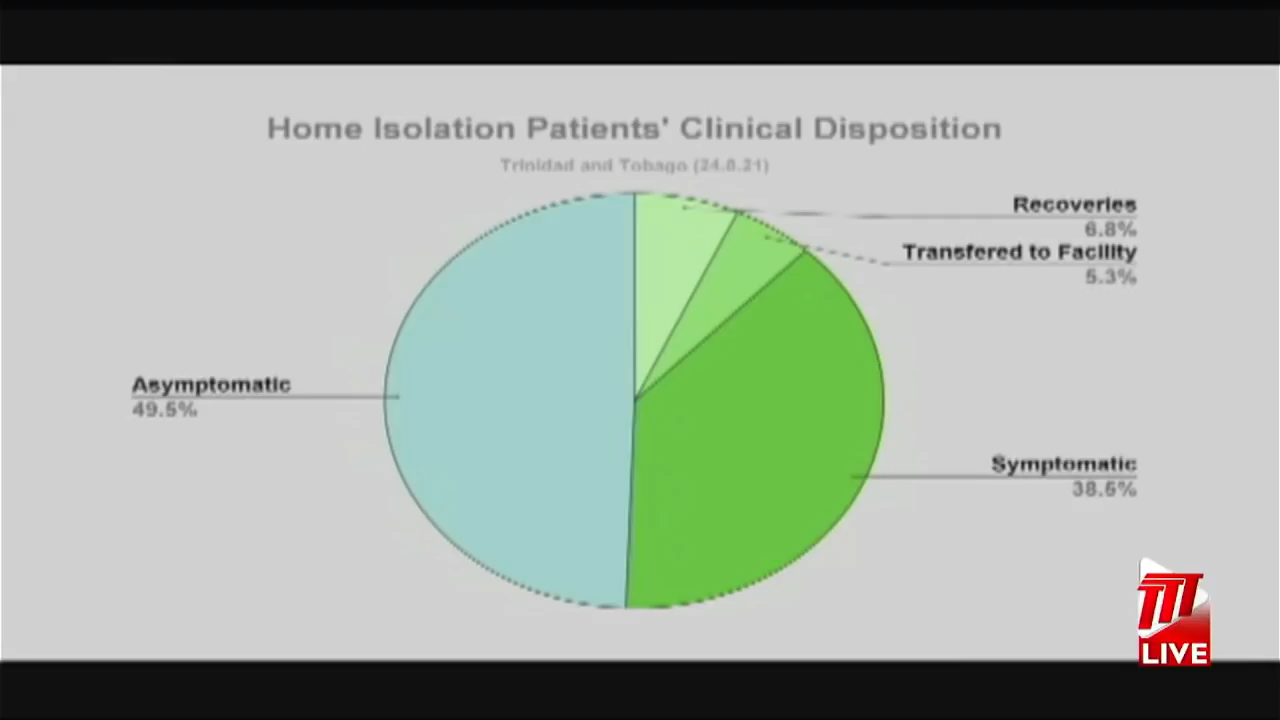 Home Isolation Patients' Clinical Disposition
Trinidad and Tobago (24.8.21)
Recoveries
6.8%
Transfered to Facility
5.3%
Asymptomatic
49.5%
Symptomatic
38.5%
TTT
LIVE